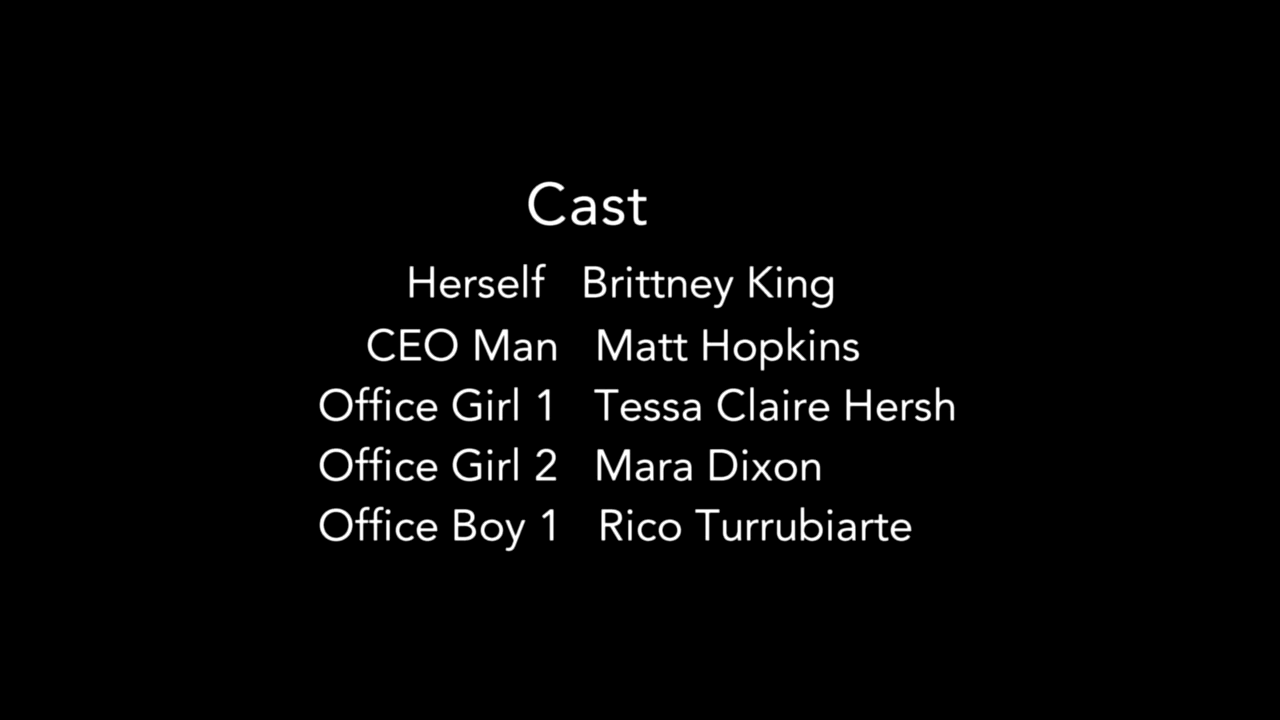 Cast
Herself Brittney King
CEO Man Matt Hopkins
Office Girl 1 Tessa Claire Hersh
Office Girl 2 Mara Dixon
Office Boy 1 Rico Turrubiarte